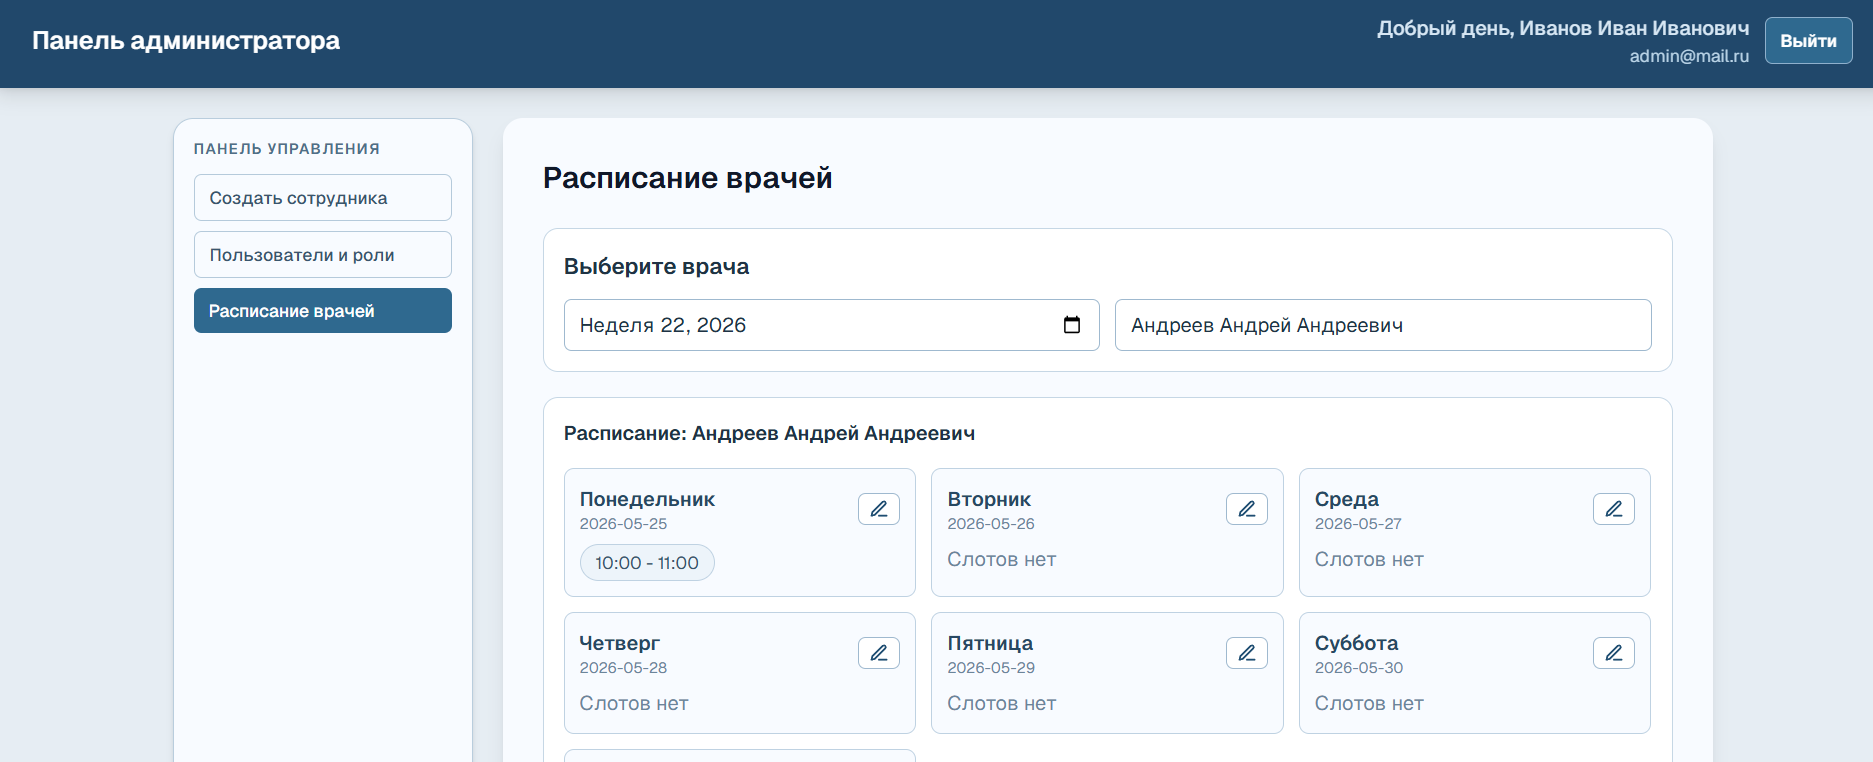 Панель администратора
Добрый день, Иванов Иван Иванович
admin@mail.ru
Выйти
ПАНЕЛЬ УПРАВЛЕНИЯ
Создать сотрудника
Пользователи и роли
Расписание врачей
Расписание врачей
Выберите врача
Неделя 22, 2026
Андреев Андрей Андреевич
Расписание: Андреев Андрей Андреевич
Понедельник
2026-05-25
10:00 - 11:00
Вторник
2026-05-26
Слотов нет
Среда
2026-05-27
Слотов нет
Четверг
2026-05-28
Слотов нет
Пятница
2026-05-29
Слотов нет
Суббота
2026-05-30
Слотов нет